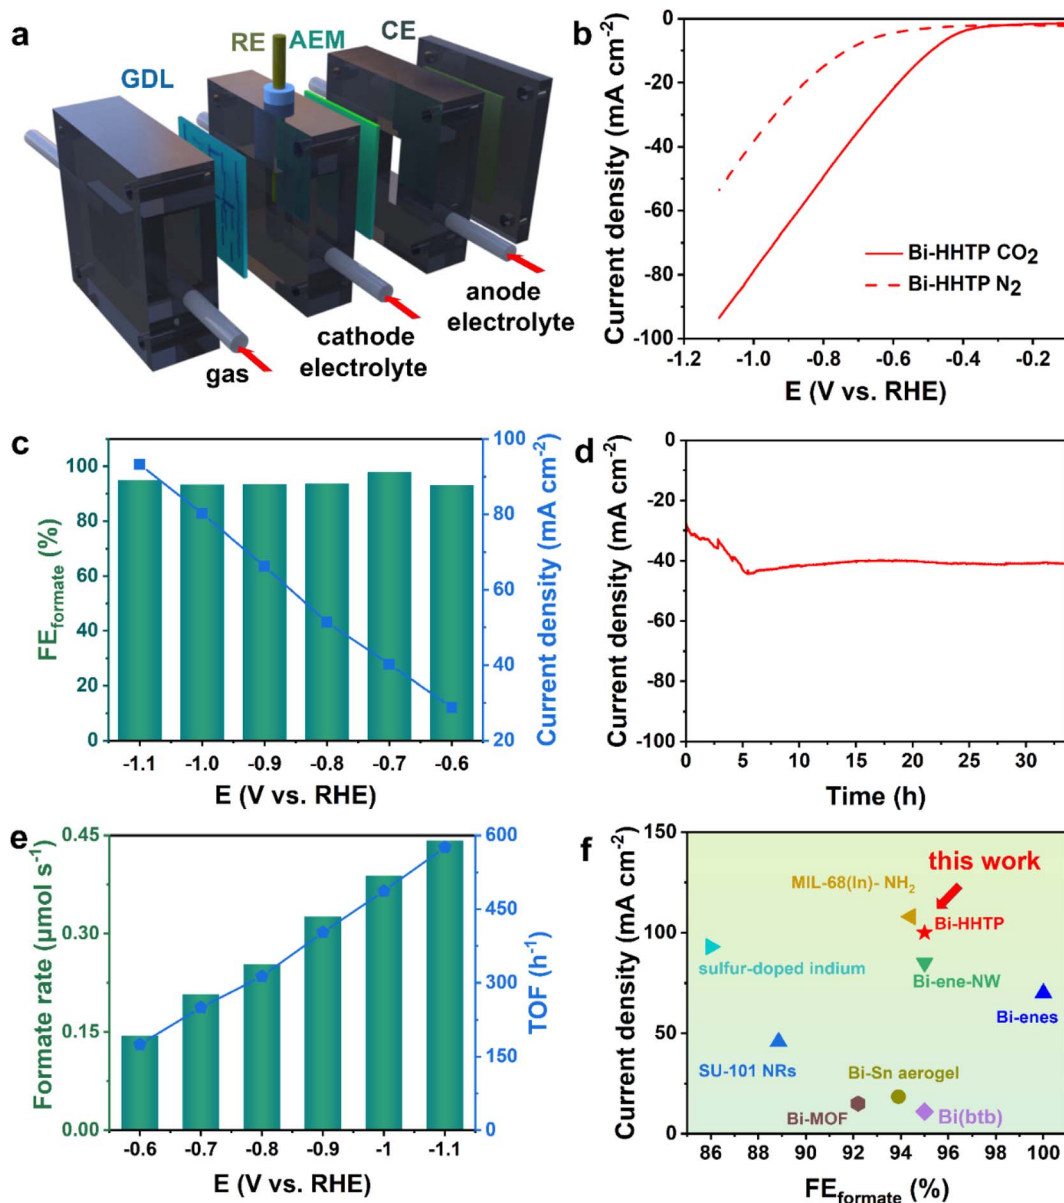 a
RE AEM CE
GDL
anode
electrolyte
cathode
electrolyte
gas
b
Current density (mA cm⁻²)
0
-20
-40
-60
-80
-100
Bi-HHTP CO₂
Bi-HHTP N₂
-1.2 -1.0 -0.8 -0.6 -0.4 -0.2
E (V vs. RHE)
c
FE_formate (%)
100
80
60
40
20
0
Current density (mA cm⁻²)
100
80
60
40
20
-1.1 -1.0 -0.9 -0.8 -0.7 -0.6
E (V vs. RHE)
d
Current density (mA cm⁻²)
0
-20
-40
-60
-80
-100
0 5 10 15 20 25 30
Time (h)
e
Formate rate (μmol s⁻¹)
0.45
0.30
0.15
0.00
TOF (h⁻¹)
600
450
300
150
0
-0.6 -0.7 -0.8 -0.9 -1 -1.1
E (V vs. RHE)
f
Current density (mA cm⁻²)
150
100
50
0
this work
MIL-68(In)- NH₂
Bi-HHTP
sulfur-doped indium
Bi-ene-NW
Bi-enes
SU-101 NRs
Bi-Sn aerogel
Bi-MOF
Bi(btb)
86 88 90 92 94 96 98 100
FE_formate (%)